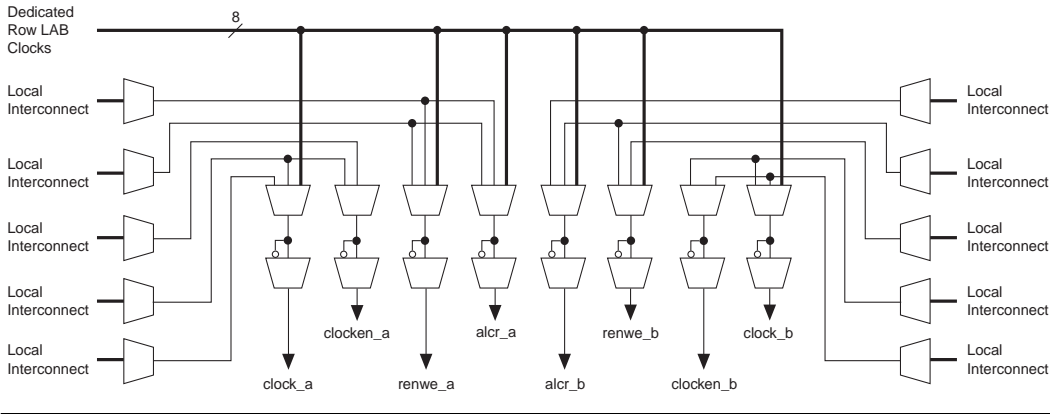 Dedicated
Row LAB
Clocks
8
Local
Interconnect
Local
Interconnect
Local
Interconnect
Local
Interconnect
Local
Interconnect
Local
Interconnect
Local
Interconnect
Local
Interconnect
Local
Interconnect
Local
Interconnect
clocken_a
alcr_a
renwe_b
clock_b
clock_a
renwe_a
alcr_b
clocken_b